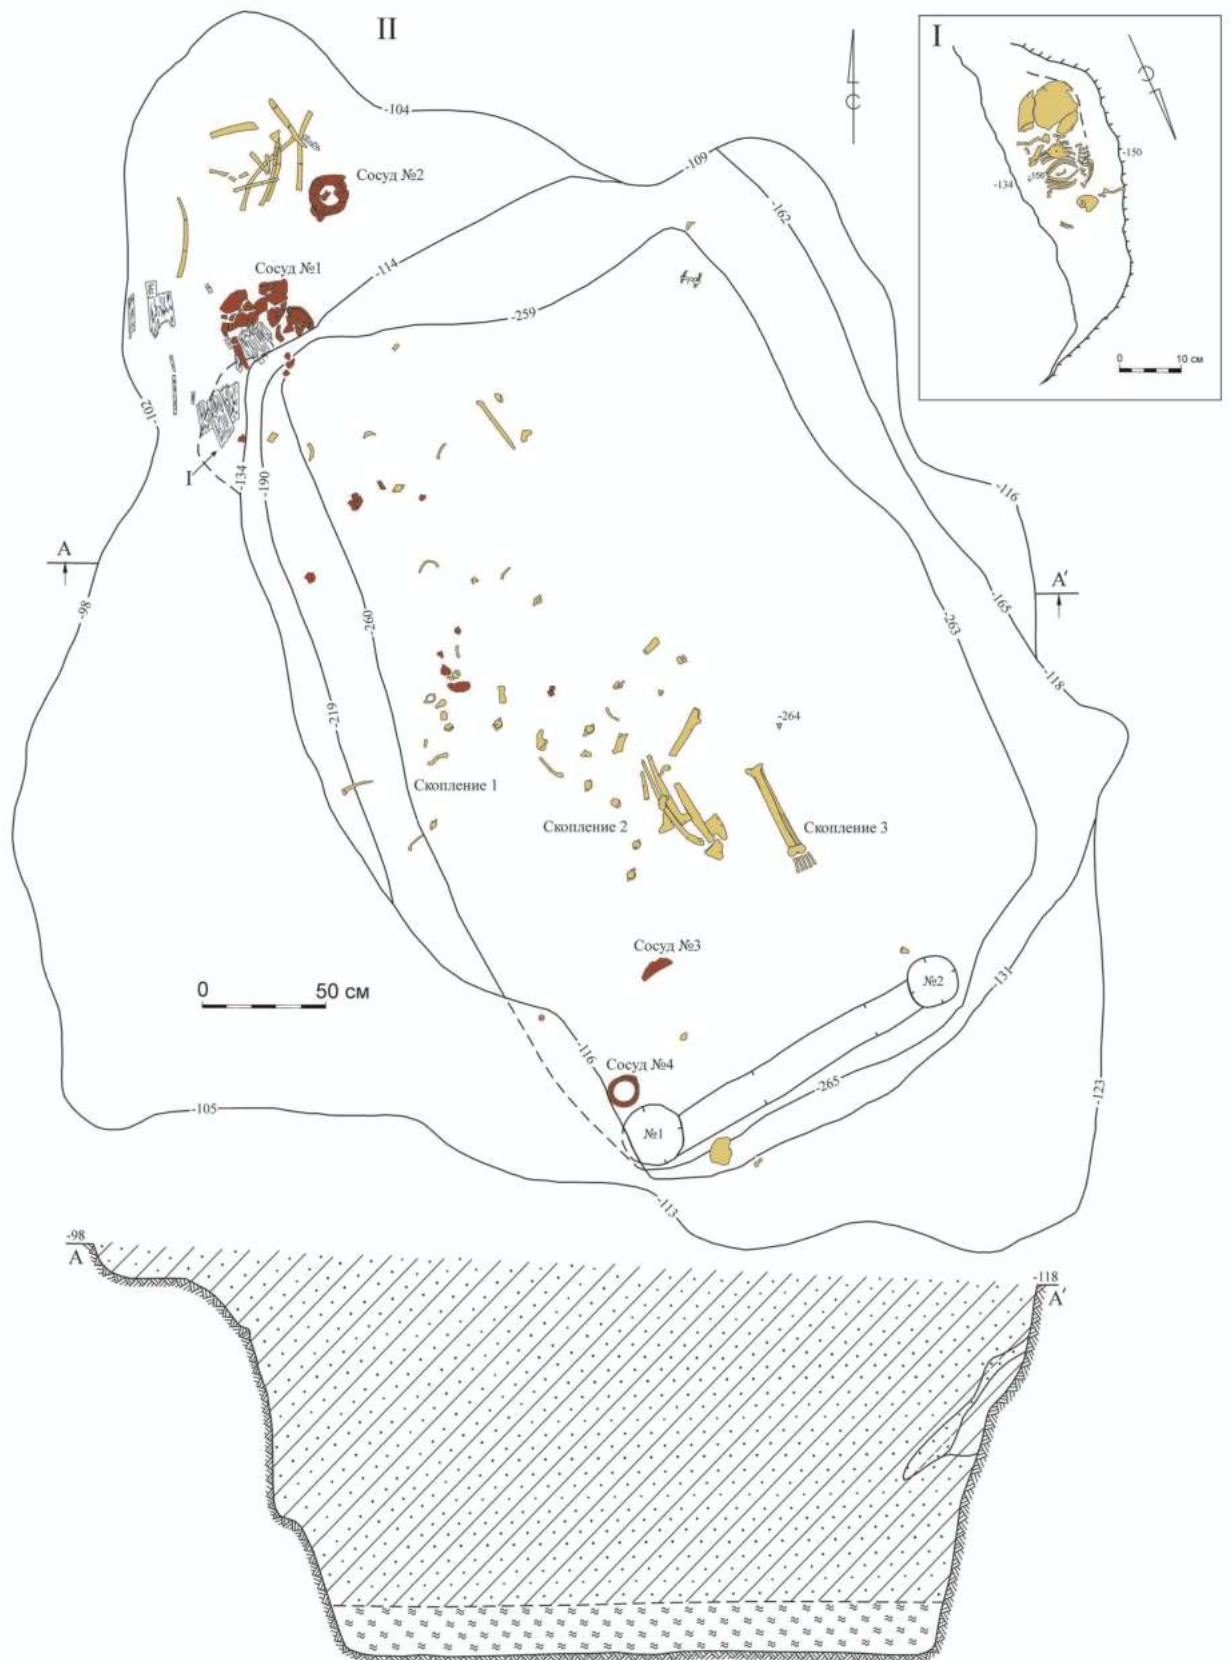 II
I
С
С
-104
-109
-150
Сосуд №2
-150
-134
-162
Сосуд №1
-114
-259
0 10 см
-102
I
-134
-190
-116
А
А'
-98
-260
-165
-263
-118
-219
-264
Скопление 1
Скопление 2
Скопление 3
Сосуд №3
№2
-131
0 50 см
-116
Сосуд №4
-265
-123
-105
№1
-113
-98
А
-118
А'